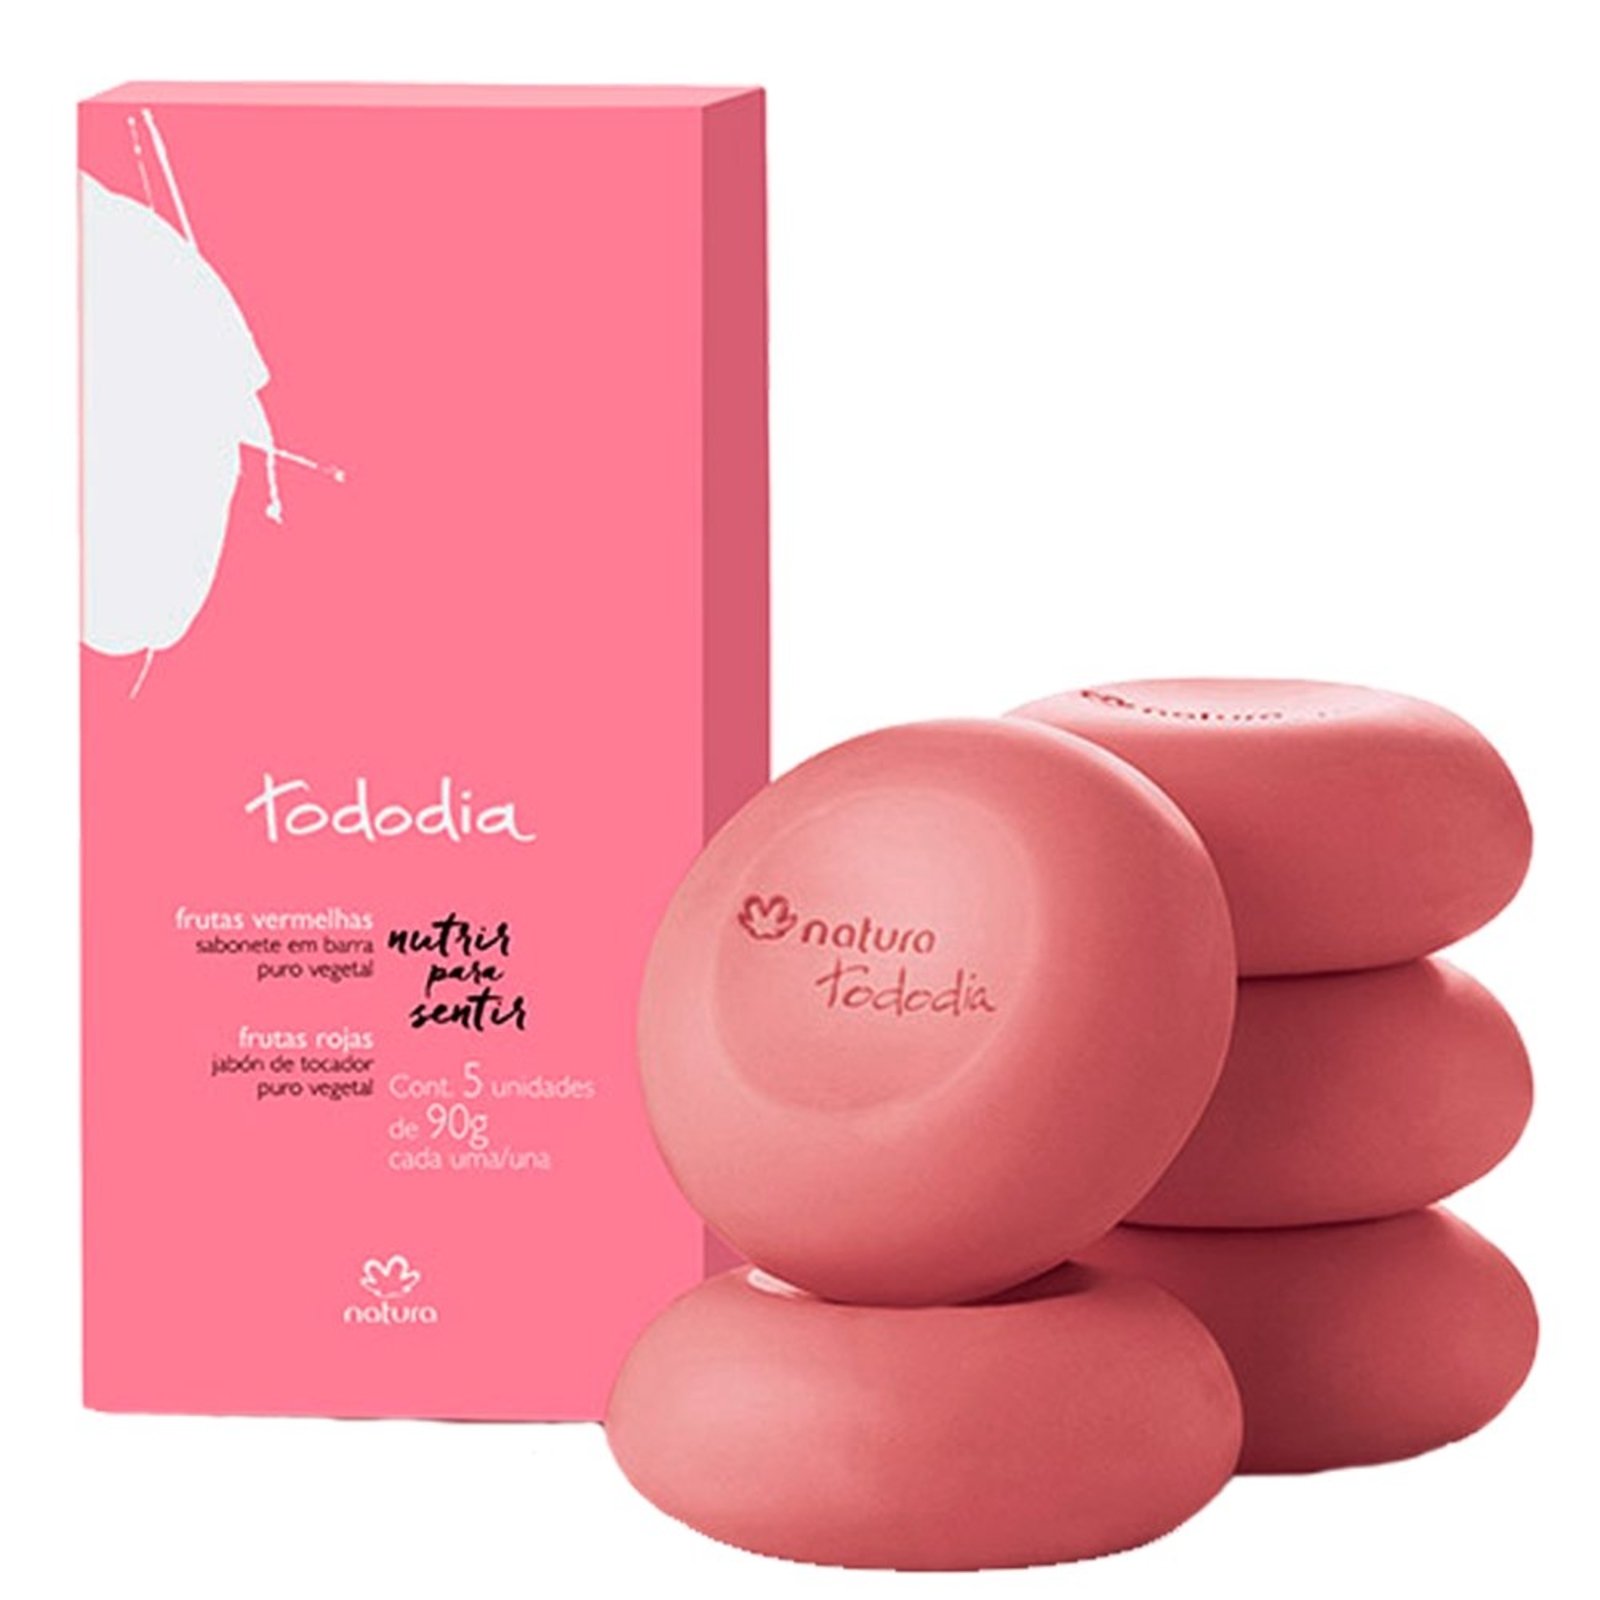 Tododia
frutas vermelhas
sabonete em barra
puro vegetal
nutrir
para
sentir
frutas rojas
jabón de tocador
puro vegetal
Cont. 5 unidades
de 90g
cada uma/una
natura
natura
Tododia
natura